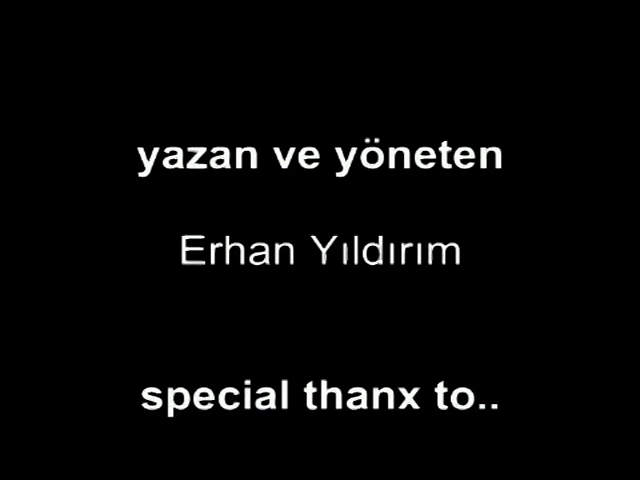 yazan ve yöneten
Erhan Yıldırım
special thanx to..